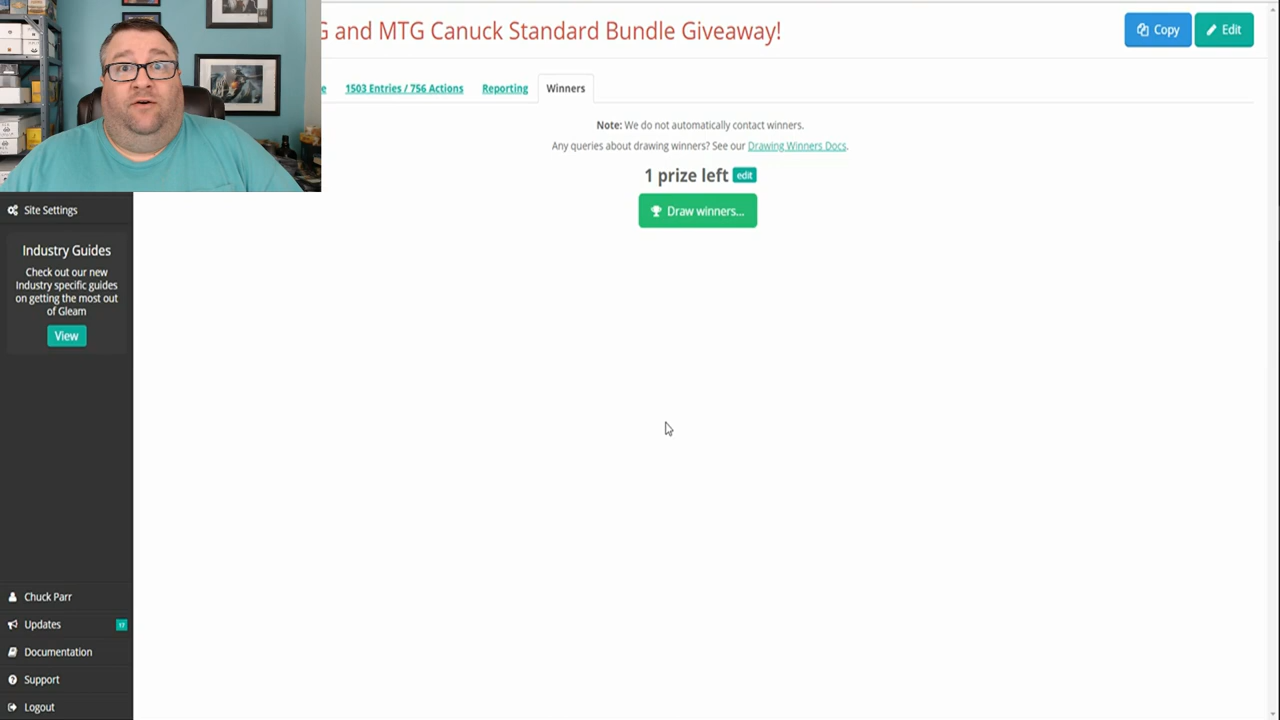 G and MTG Canuck Standard Bundle Giveaway!
Copy
Edit
e
1503 Entries / 756 Actions
Reporting
Winners
Note: We do not automatically contact winners.
Any queries about drawing winners? See our Drawing Winners Docs.
1 prize left edit
Draw winners...
Site Settings
Industry Guides
Check out our new
Industry specific guides
on getting the most out
of Gleam
View
Chuck Parr
Updates
17
Documentation
Support
Logout